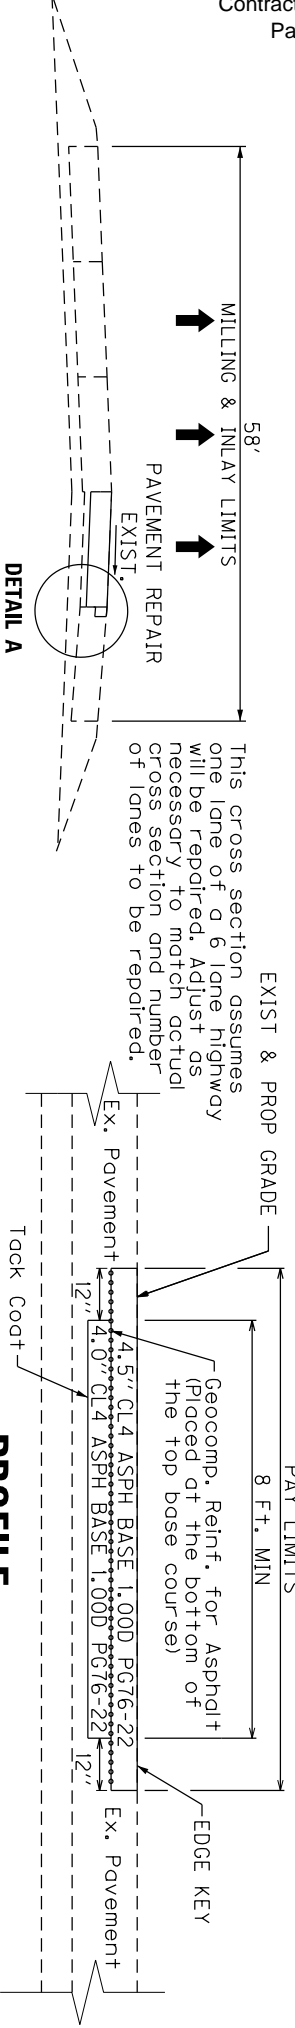 Contract
Pa
58'
MILLING & INLAY LIMITS
PAVEMENT REPAIR
EXIST.
DETAIL A
This cross section assumes
one lane of a 6 lane highway
will be repaired. Adjust as
necessary to match actual
cross section and number
of lanes to be repaired.
EXIST & PROP GRADE
PAY LIMITS
8 Ft. MIN
Geocomp. Reinf. for Asphalt
(Placed at the bottom of
the top base course)
EDGE KEY
Ex. Pavement
12''
4.5'' CL4 ASPH BASE 1.00D PG76-22
4.0'' CL4 ASPH BASE 1.00D PG76-22
12''
Ex. Pavement
Tack Coat
PROFILE